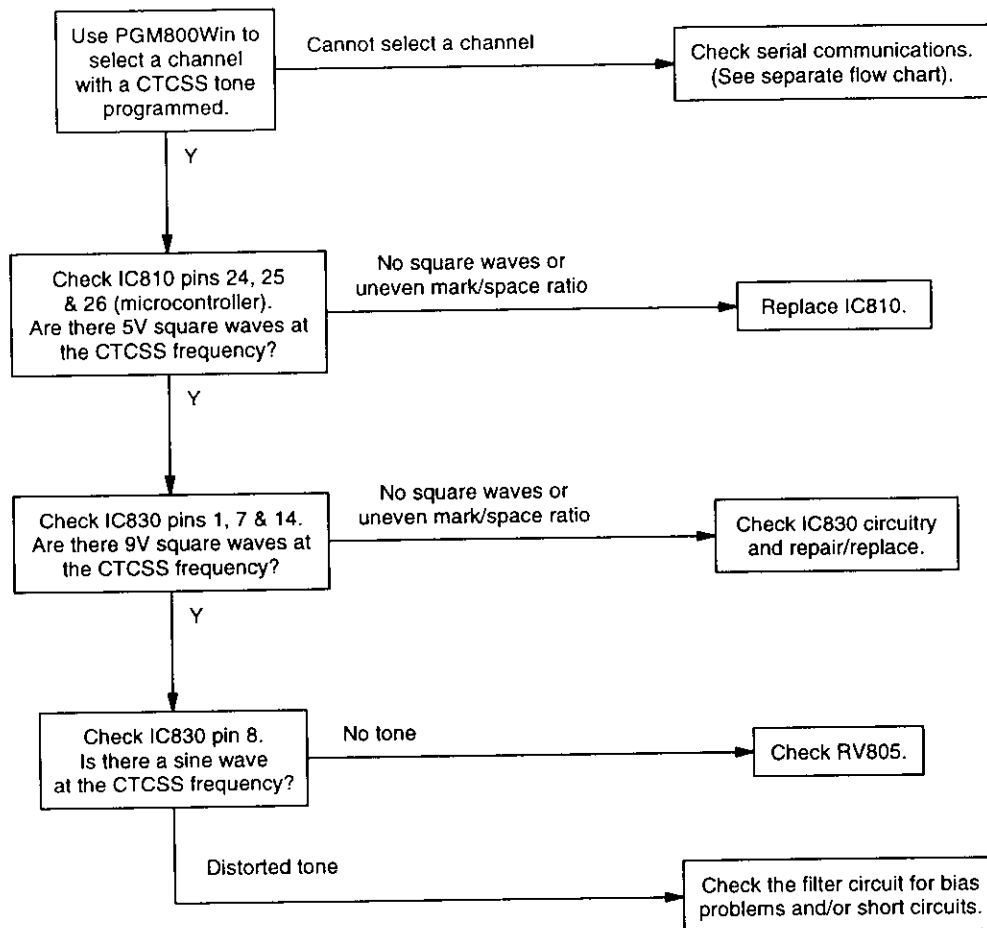 Use PGM800Win to
select a channel
with a CTCSS tone
programmed.
Cannot select a channel
Check serial communications.
(See separate flow chart).
Y
Check IC810 pins 24, 25
& 26 (microcontroller).
Are there 5V square waves at
the CTCSS frequency?
No square waves or
uneven mark/space ratio
Replace IC810.
Y
Check IC830 pins 1, 7 & 14.
Are there 9V square waves at
the CTCSS frequency?
No square waves or
uneven mark/space ratio
Check IC830 circuitry
and repair/replace.
Y
Check IC830 pin 8.
Is there a sine wave
at the CTCSS frequency?
No tone
Check RV805.
Distorted tone
Check the filter circuit for bias
problems and/or short circuits.